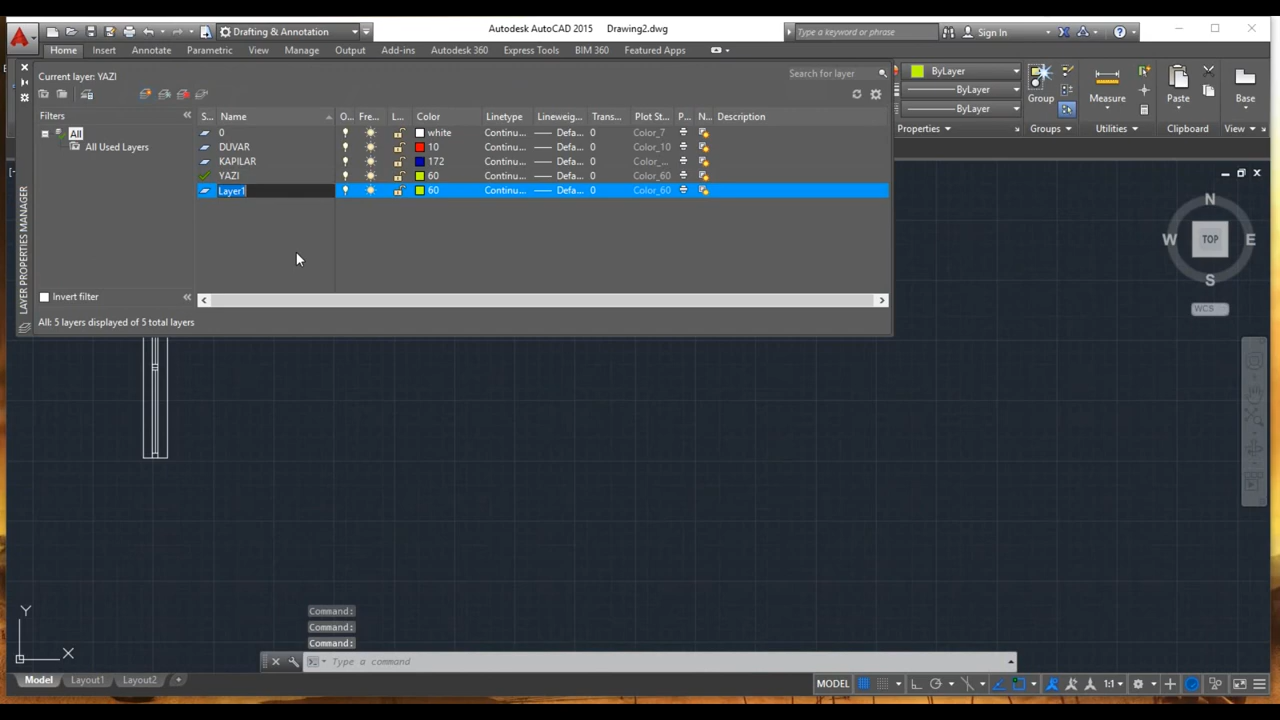 Drafting & Annotation
Autodesk AutoCAD 2015 Drawing2.dwg
Type a keyword or phrase
Sign In
Home Insert Annotate Parametric View Manage Output Add-ins Autodesk 360 Express Tools BIM 360 Featured Apps
Current layer: YAZI
Search for layer
ByLayer
ByLayer
ByLayer
Group
Measure
Paste
Base
Properties
Groups
Utilities
Clipboard
View
Filters
All
All Used Layers
S... Name O... Fre... L... Color Linetype Lineweig... Trans... Plot St... P... N... Description
0 white Continu... Defa... 0 Color_7
DUVAR 10 Continu... Defa... 0 Color_10
KAPILAR 172 Continu... Defa... 0 Color_...
YAZI 60 Continu... Defa... 0 Color_60
Layer1 60 Continu... Defa... 0 Color_60
LAYER PROPERTIES MANAGER
Invert filter
All: 5 layers displayed of 5 total layers
N
W TOP E
S
WCS
Y
X
Command:
Command:
Command:
Type a command
Model Layout1 Layout2 +
MODEL
1:1